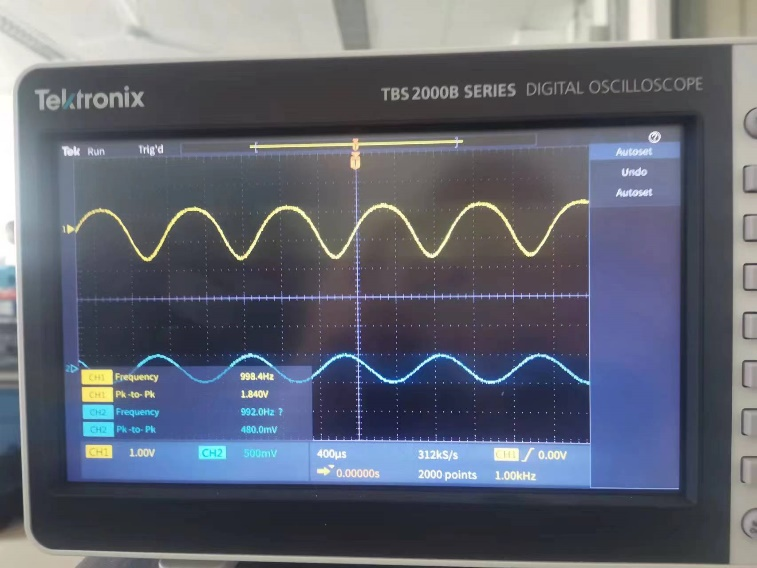 Tektronix
TBS 2000B SERIES DIGITAL OSCILLOSCOPE
Tek Run Trig'd
Autoset
Undo
Autoset
CH1 Frequency 998.4Hz
CH1 Pk-to-Pk 1.840V
CH2 Frequency 992.0Hz ?
CH2 Pk-to-Pk 480.0mV
CH1 1.00V CH2 500mV 400µs 312kS/s CH1 0.00V
0.00000s 2000 points 1.00kHz